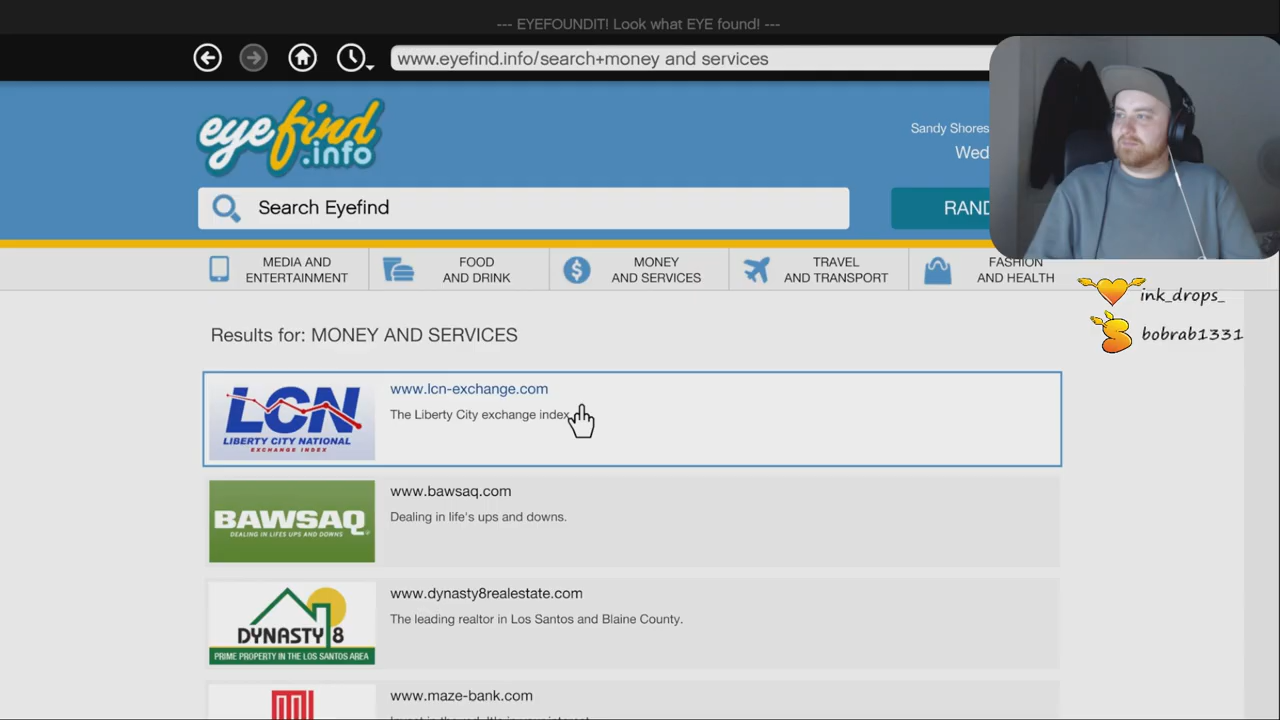 --- EYEFOUNDIT! Look what EYE found! ---
www.eyefind.info/search+money and services
eyefind
.info
Sandy Shores
Wed
Search Eyefind
RAND
MEDIA AND
ENTERTAINMENT
FOOD
AND DRINK
MONEY
AND SERVICES
TRAVEL
AND TRANSPORT
FASHION
AND HEALTH
ink_drops_
bobrab1331
Results for: MONEY AND SERVICES
LCN
LIBERTY CITY NATIONAL
EXCHANGE INDEX
www.lcn-exchange.com
The Liberty City exchange index
BAWSAQ
DEALING IN LIFES UPS AND DOWNS
www.bawsaq.com
Dealing in life's ups and downs.
DYNASTY 8
PRIME PROPERTY IN THE LOS SANTOS AREA
www.dynasty8realestate.com
The leading realtor in Los Santos and Blaine County.
www.maze-bank.com